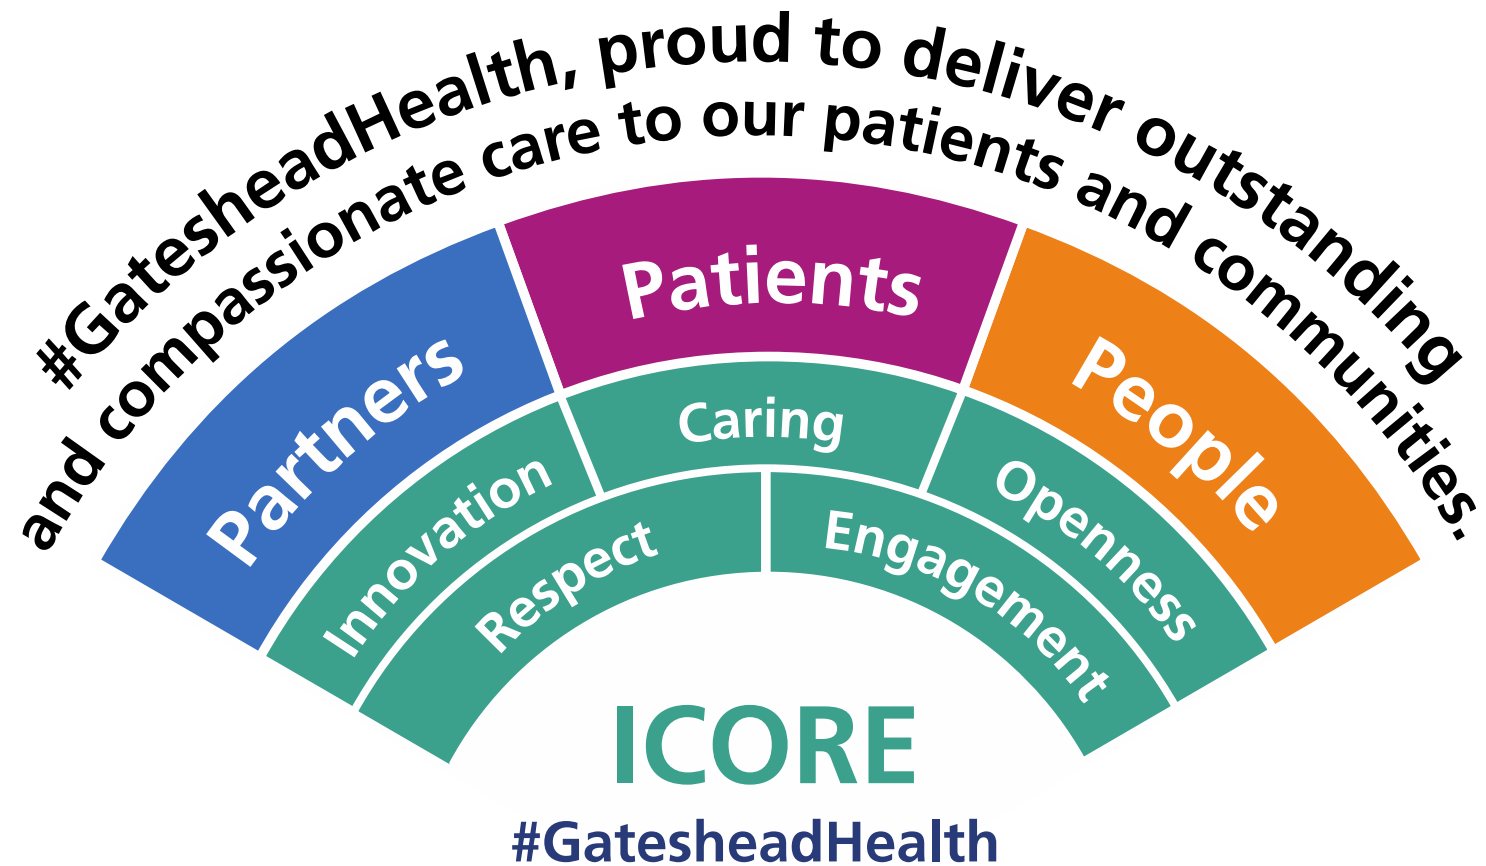 #GatesheadHealth, proud to deliver outstanding
and compassionate care to our patients and communities.
Partners
Patients
People
Innovation
Caring
Openness
Respect
Engagement
ICORE
#GatesheadHealth